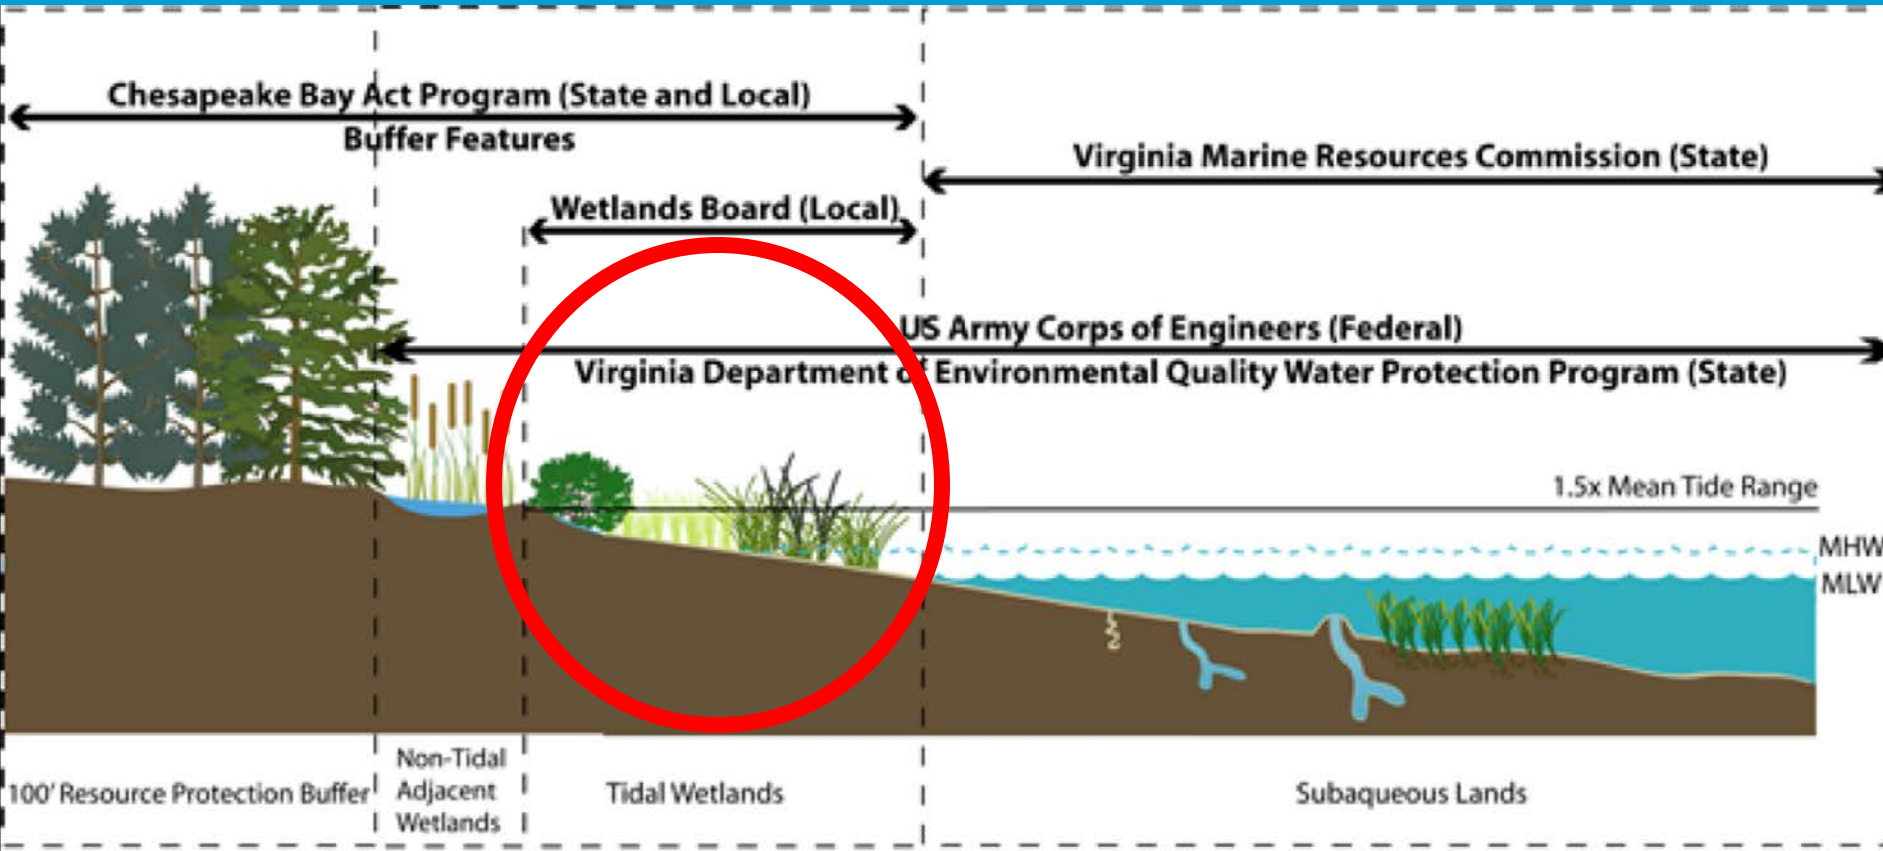 Chesapeake Bay Act Program (State and Local)
Buffer Features
Virginia Marine Resources Commission (State)
Wetlands Board (Local)
US Army Corps of Engineers (Federal)
Virginia Department of Environmental Quality Water Protection Program (State)
1.5x Mean Tide Range
MHW
MLW
100' Resource Protection Buffer
Non-Tidal
Adjacent
Wetlands
Tidal Wetlands
Subaqueous Lands